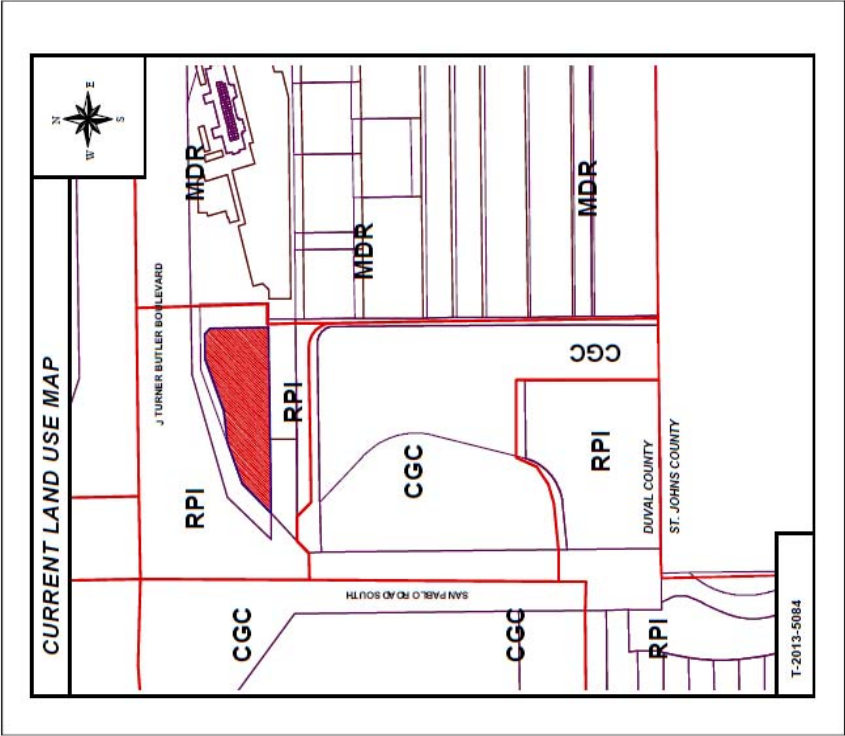 CURRENT LAND USE MAP
N
E
S
W
J TURNER BUTLER BOULEVARD
MDR
MDR
MDR
RPI
RPI
CGC
CGC
RPI
DUVAL COUNTY
ST. JOHNS COUNTY
SAN PABLO ROAD SOUTH
CGC
CGC
RPI
T-2013-5084